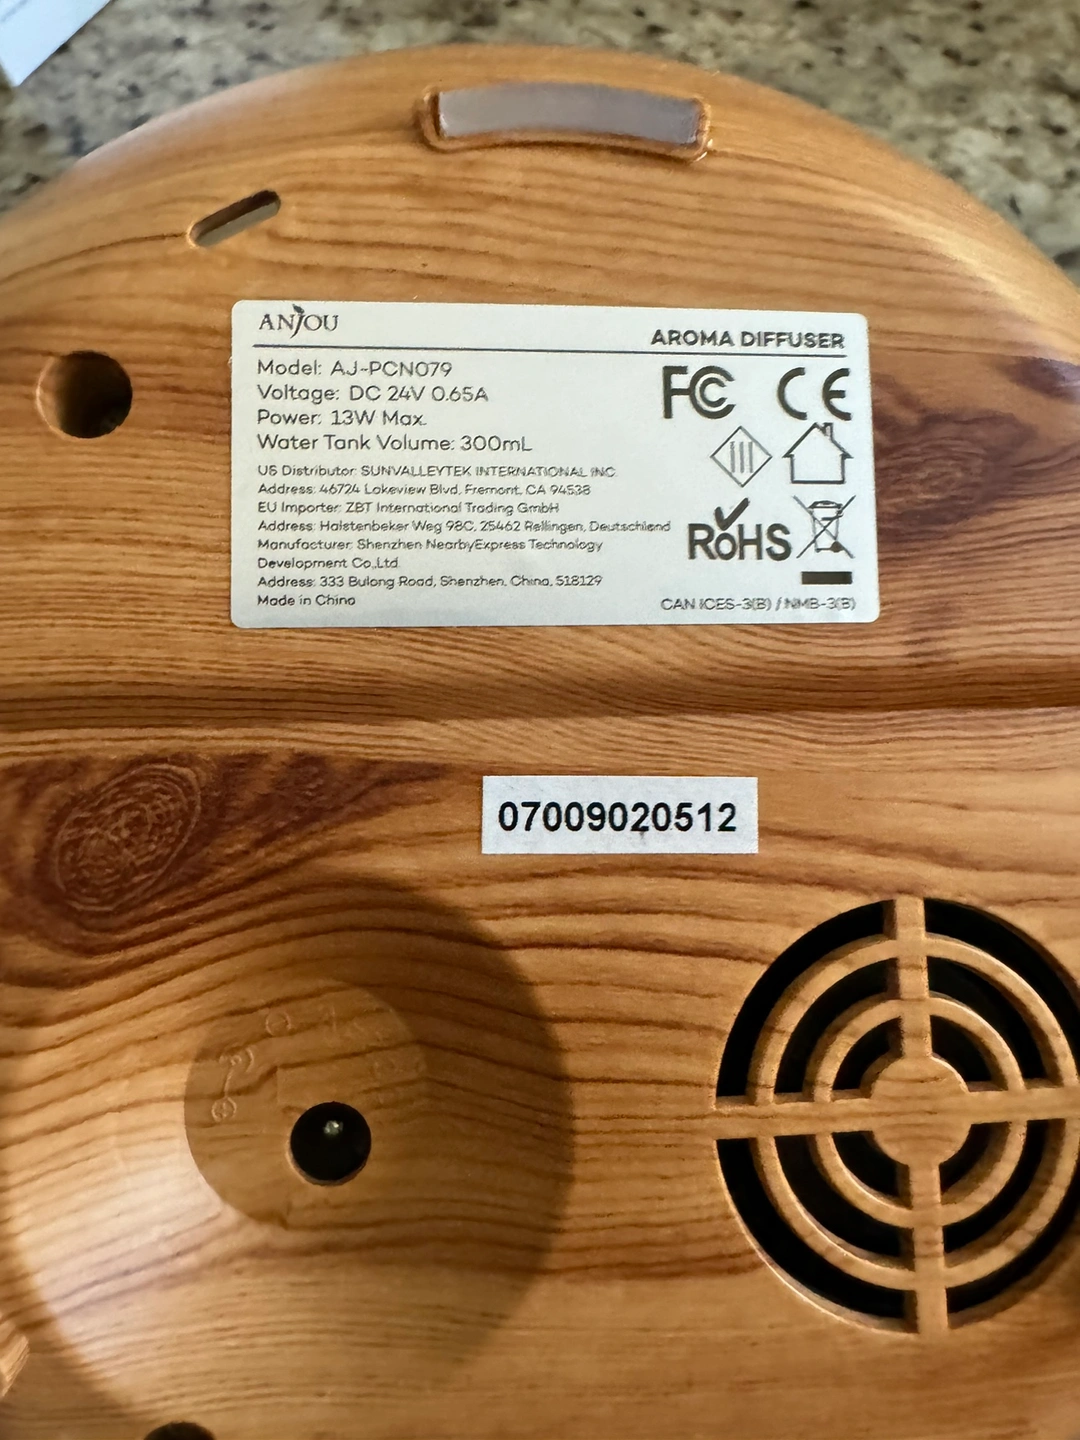 ANJOU
AROMA DIFFUSER
Model: AJ-PCN079
Voltage: DC 24V 0.65A
Power: 13W Max.
Water Tank Volume: 300mL
US Distributor: SUNVALLEYTEK INTERNATIONAL INC.
Address: 46724 Lakeview Blvd, Fremont, CA 94538
EU Importer: ZBT International Trading GmbH
Address: Halstenbeker Weg 98C, 25462 Rellingen, Deutschland
Manufacturer: Shenzhen NearbyExpress Technology
Development Co.,Ltd.
Address: 333 Bulong Road, Shenzhen, China, 518129
Made in China
FC CE
III
RoHS
CAN ICES-3(B) / NMB-3(B)
07009020512